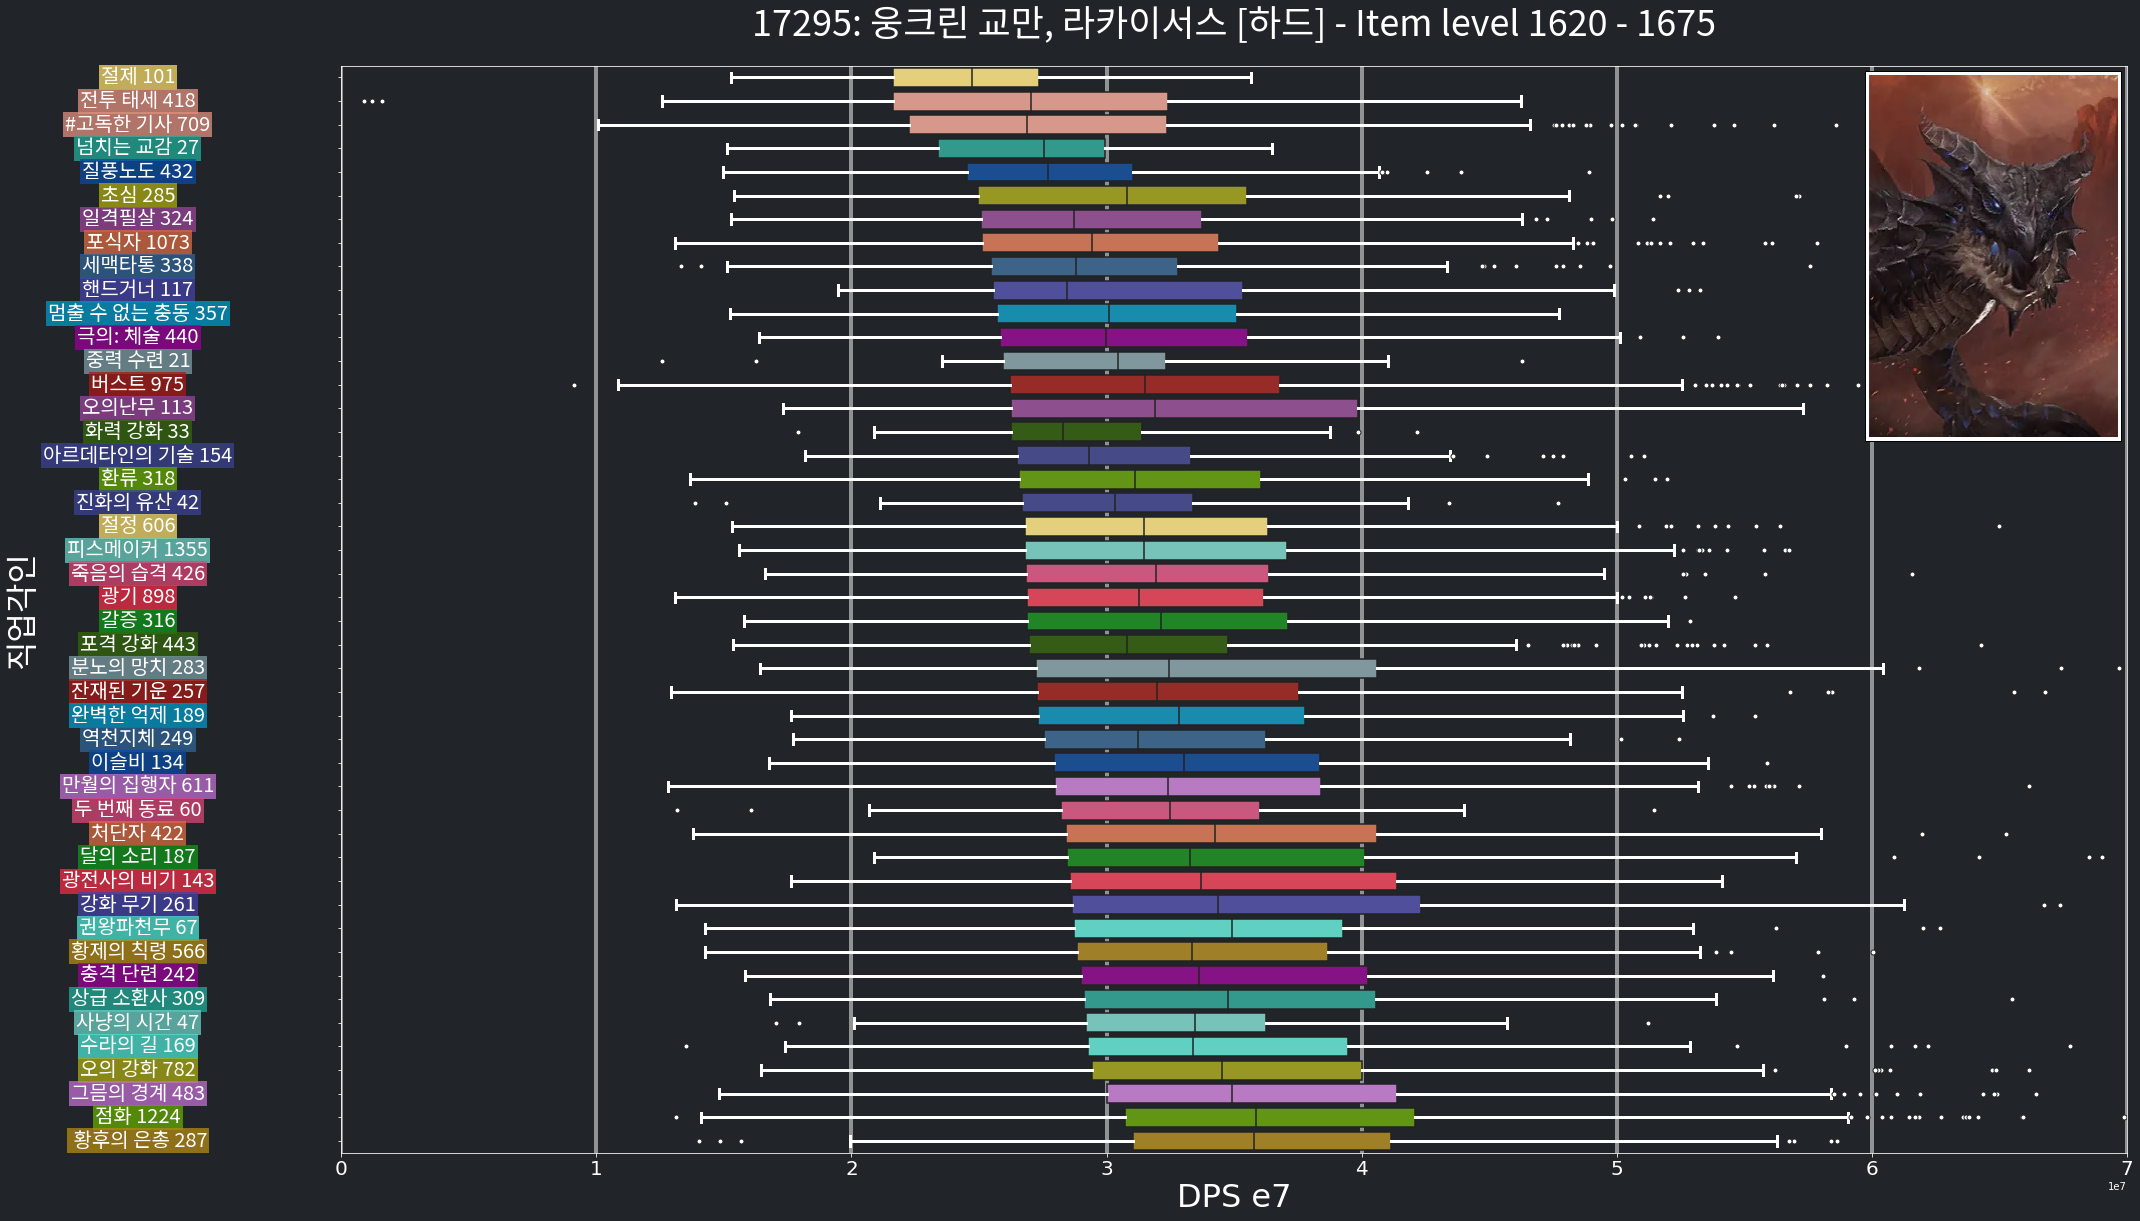 17295: 웅크린 교만, 라카이서스 [하드] - Item level 1620 - 1675
직업각인
절제 101
전투 태세 418
#고독한 기사 709
넘치는 교감 27
질풍노도 432
초심 285
일격필살 324
포식자 1073
세맥타통 338
핸드거너 117
멈출 수 없는 충동 357
극의: 체술 440
중력 수련 21
버스트 975
오의난무 113
화력 강화 33
아르데타인의 기술 154
환류 318
진화의 유산 42
절정 606
피스메이커 1355
죽음의 습격 426
광기 898
갈증 316
포격 강화 443
분노의 망치 283
잔재된 기운 257
완벽한 억제 189
역천지체 249
이슬비 134
만월의 집행자 611
두 번째 동료 60
처단자 422
달의 소리 187
광전사의 비기 143
강화 무기 261
권왕파천무 67
황제의 칙령 566
충격 단련 242
상급 소환사 309
사냥의 시간 47
수라의 길 169
오의 강화 782
그믐의 경계 483
점화 1224
황후의 은총 287
0 1 2 3 4 5 6 7
1e7
DPS e7